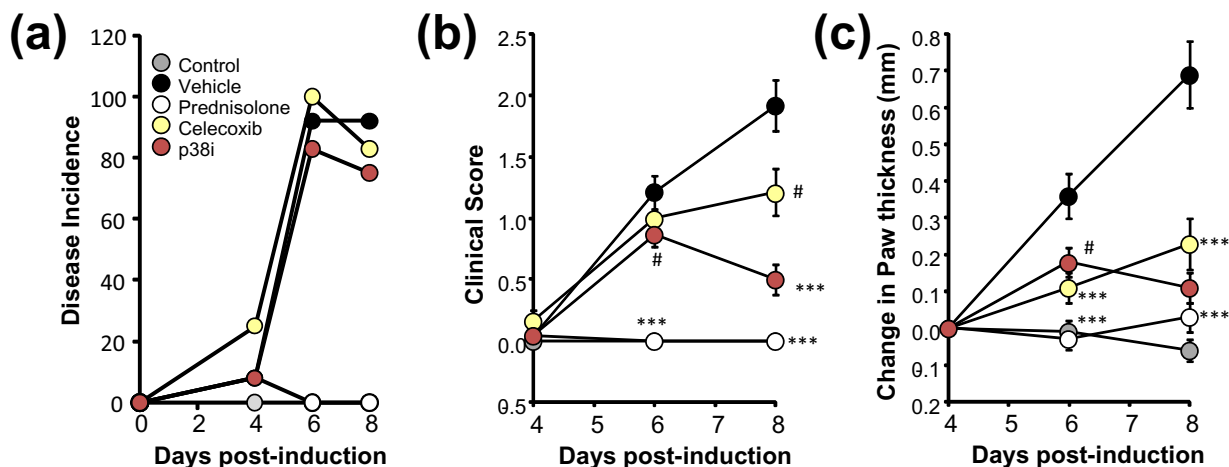 (a)
Disease Incidence
120
100
80
60
40
20
0
Control
Vehicle
Prednisolone
Celecoxib
p38i
0 2 4 6 8
Days post-induction
(b)
Clinical Score
2.5
2.0
1.5
1.0
0.5
0.0
0.5
#
#
***
***
***
4 5 6 7 8
Days post-induction
(c)
Change in Paw thickness (mm)
0.8
0.7
0.6
0.5
0.4
0.3
0.2
0.1
0.0
0.1
0.2
#
***
***
***
***
4 5 6 7 8
Days post-induction